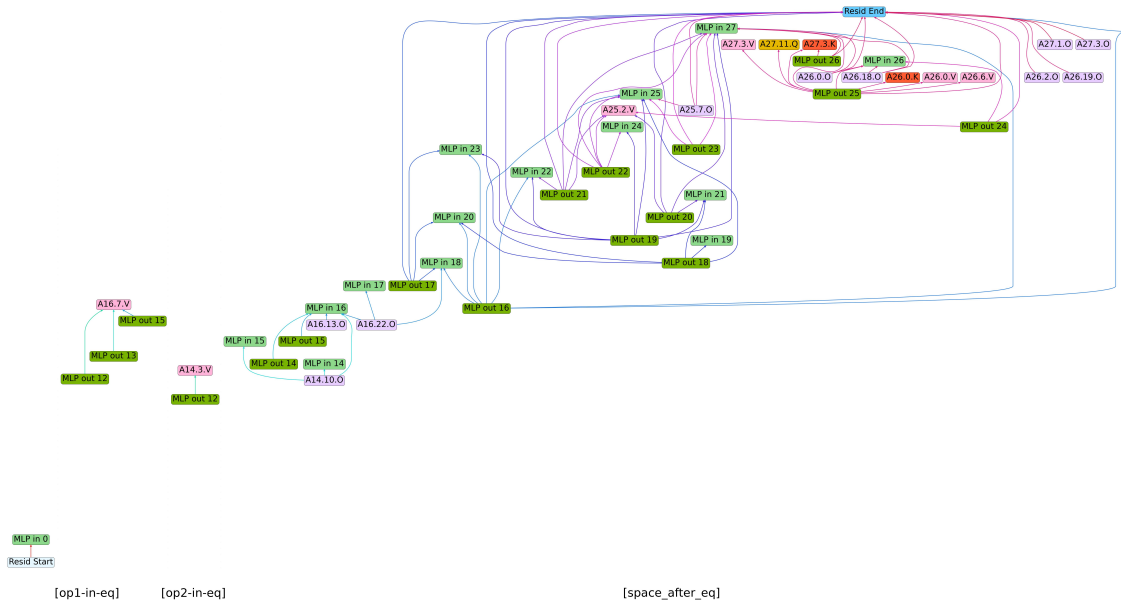 Resid End
MLP in 27
A27.3.V A27.11.Q A27.3.K A27.1.O A27.3.O
MLP out 26 MLP in 26
A26.0.O A26.18.O A26.0.K A26.0.V A26.6.V A26.2.O A26.19.O
MLP in 25 MLP out 25
A25.2.V A25.7.O
MLP in 24 MLP out 24
MLP in 23 MLP out 23
MLP in 22 MLP out 22
MLP out 21 MLP in 21
MLP in 20 MLP out 20
MLP out 19 MLP in 19
MLP in 18 MLP out 18
MLP in 17 MLP out 17
A16.7.V MLP in 16 MLP out 16
MLP out 15 A16.13.O A16.22.O
MLP in 15 MLP out 15
MLP out 13 MLP out 14 MLP in 14
MLP out 12 A14.3.V A14.10.O
MLP out 12
MLP in 0
Resid Start
[op1-in-eq] [op2-in-eq] [space_after_eq]